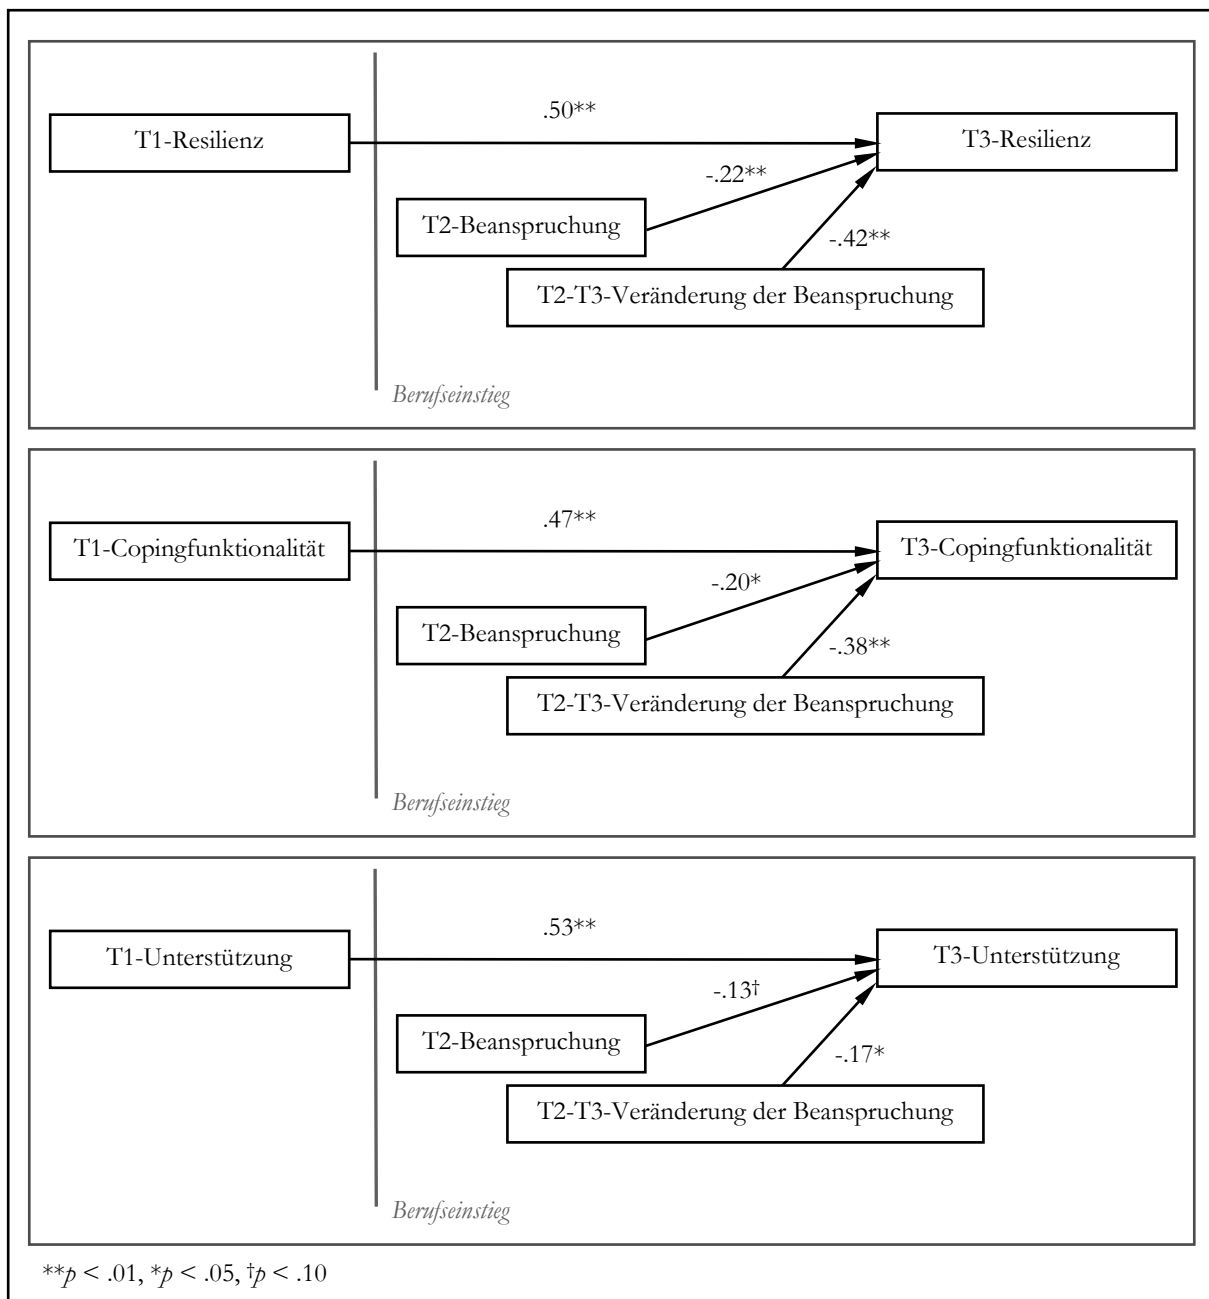 .50**
T1-Resilienz
T3-Resilienz
-.22**
T2-Beanspruchung
-.42**
T2-T3-Veränderung der Beanspruchung
Berufseinstieg
.47**
T1-Copingfunktionalität
T3-Copingfunktionalität
-.20*
T2-Beanspruchung
-.38**
T2-T3-Veränderung der Beanspruchung
Berufseinstieg
.53**
T1-Unterstützung
T3-Unterstützung
-.13†
T2-Beanspruchung
-.17*
T2-T3-Veränderung der Beanspruchung
Berufseinstieg
**p < .01, *p < .05, †p < .10